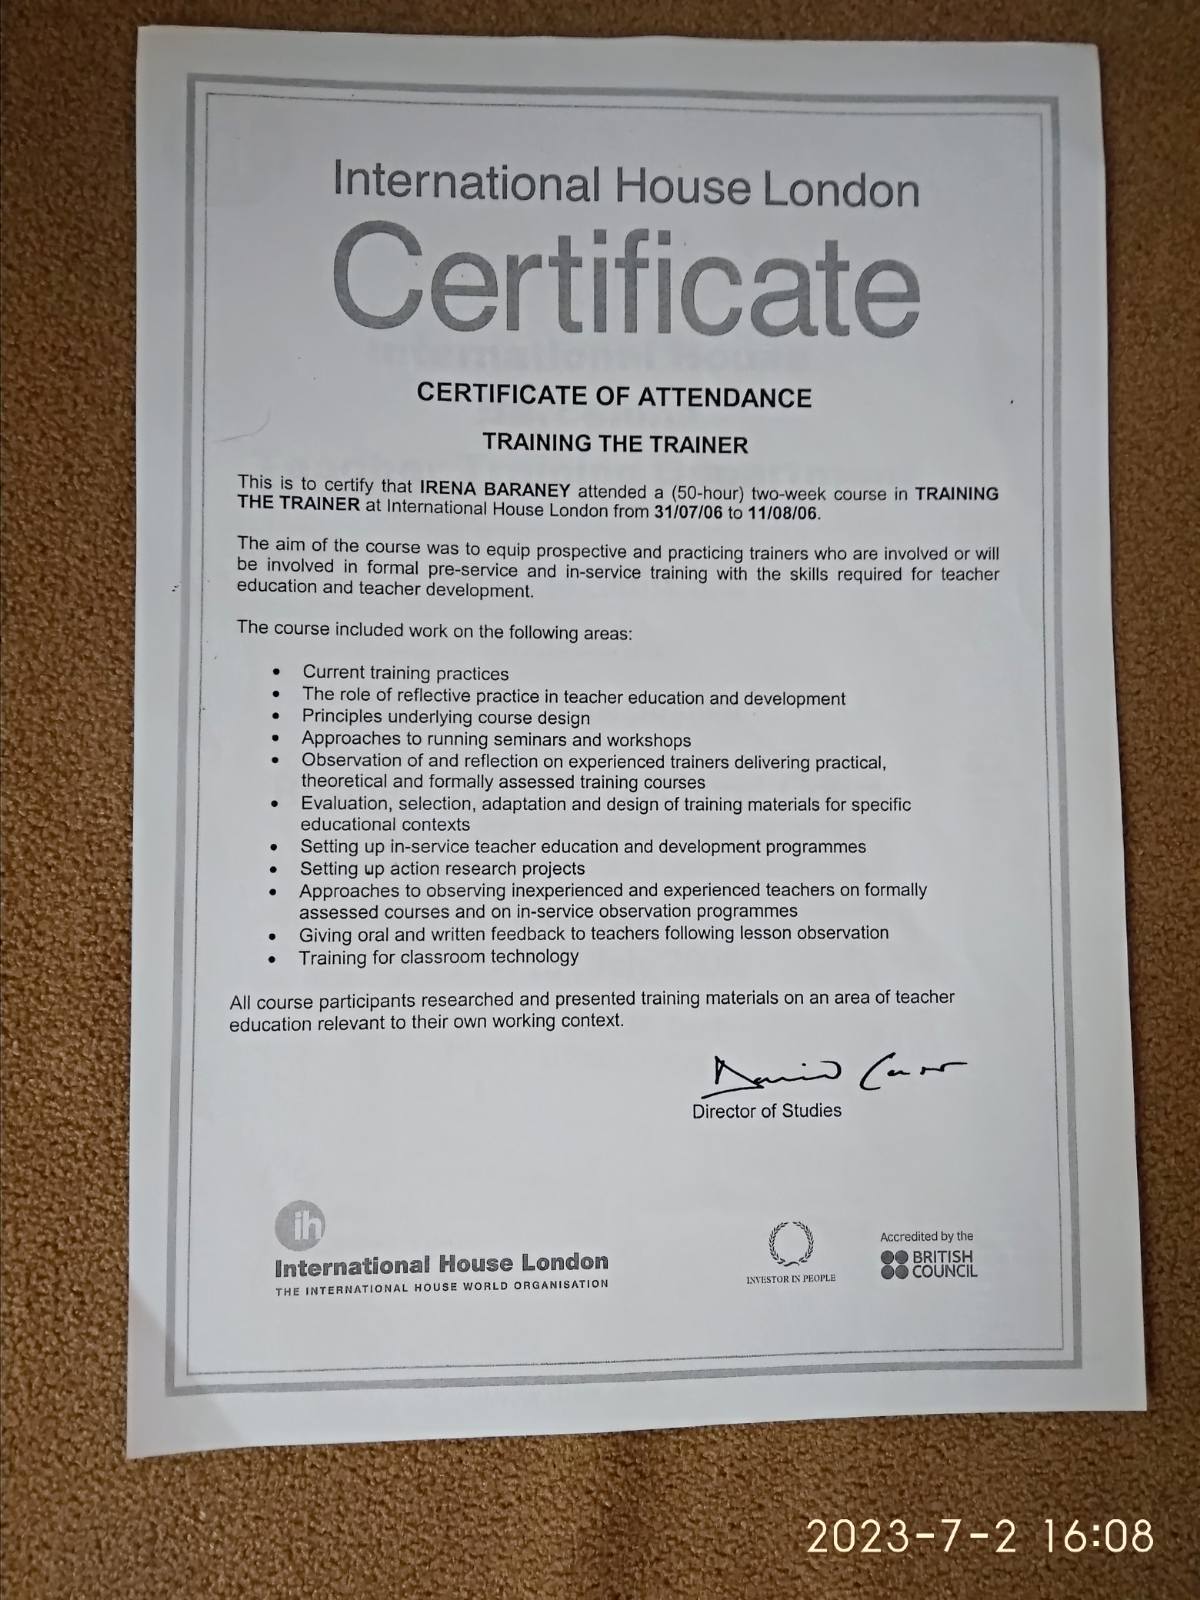 International House London
Certificate
CERTIFICATE OF ATTENDANCE
TRAINING THE TRAINER
This is to certify that IRENA BARANEY attended a (50-hour) two-week course in TRAINING
THE TRAINER at International House London from 31/07/06 to 11/08/06.
The aim of the course was to equip prospective and practicing trainers who are involved or will
be involved in formal pre-service and in-service training with the skills required for teacher
education and teacher development.
The course included work on the following areas:
• Current training practices
• The role of reflective practice in teacher education and development
• Principles underlying course design
• Approaches to running seminars and workshops
• Observation of and reflection on experienced trainers delivering practical,
theoretical and formally assessed training courses
• Evaluation, selection, adaptation and design of training materials for specific
educational contexts
• Setting up in-service teacher education and development programmes
• Setting up action research projects
• Approaches to observing inexperienced and experienced teachers on formally
assessed courses and on in-service observation programmes
• Giving oral and written feedback to teachers following lesson observation
• Training for classroom technology
All course participants researched and presented training materials on an area of teacher
education relevant to their own working context.
David
Director of Studies
ih
International House London
THE INTERNATIONAL HOUSE WORLD ORGANISATION
INVESTOR IN PEOPLE
Accredited by the
BRITISH
COUNCIL
2023-7-2 16:08